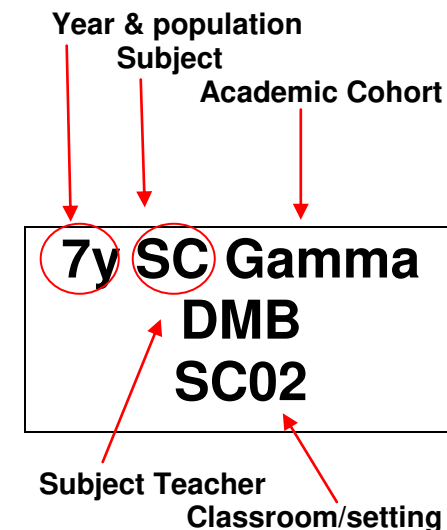 Year & population
Subject
Academic Cohort
7y SC Gamma
DMB
SC02
Subject Teacher
Classroom/setting